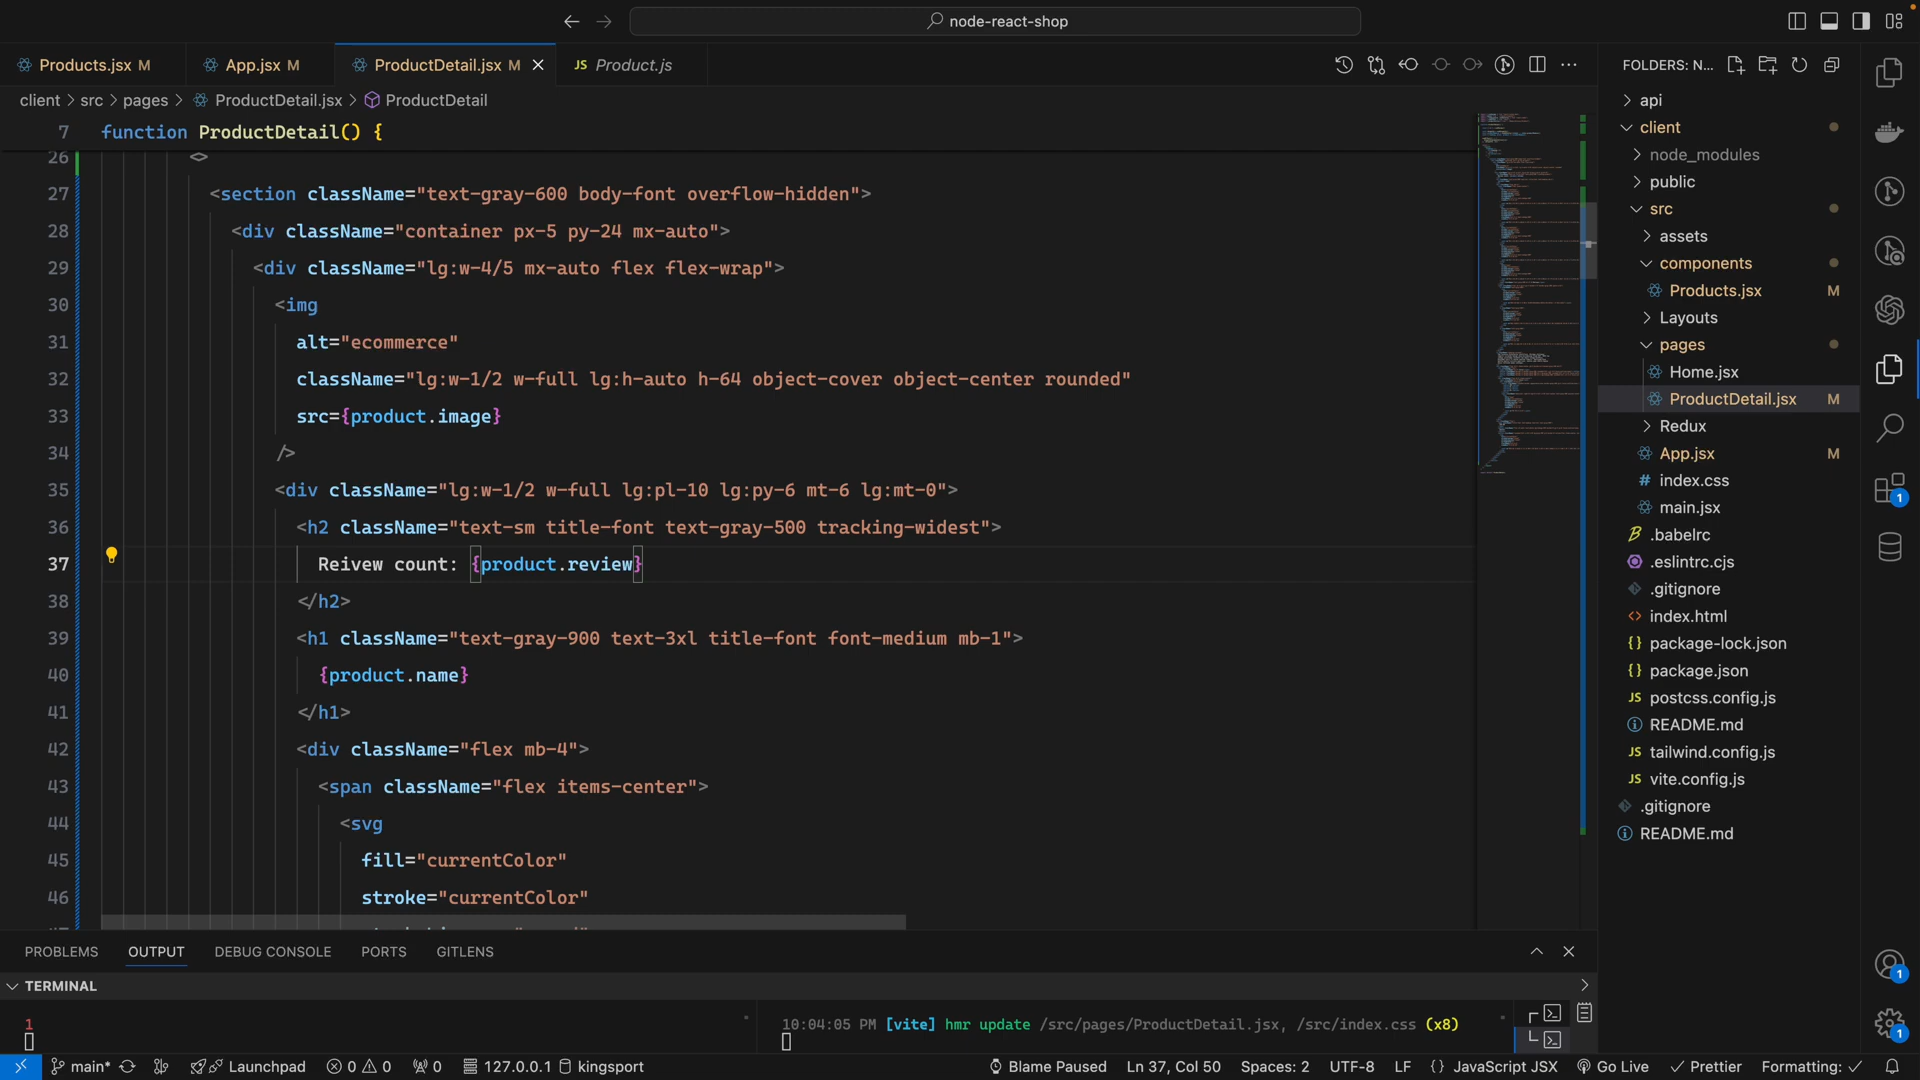 node-react-shop
Products.jsx M
App.jsx M
ProductDetail.jsx M
JS Product.js
client > src > pages > ProductDetail.jsx > ProductDetail
7 function ProductDetail() {
26 <>
27 <section className="text-gray-600 body-font overflow-hidden">
28 <div className="container px-5 py-24 mx-auto">
29 <div className="lg:w-4/5 mx-auto flex flex-wrap">
30 <img
31 alt="ecommerce"
32 className="lg:w-1/2 w-full lg:h-auto h-64 object-cover object-center rounded"
33 src={product.image}
34 />
35 <div className="lg:w-1/2 w-full lg:pl-10 lg:py-6 mt-6 lg:mt-0">
36 <h2 className="text-sm title-font text-gray-500 tracking-widest">
37 Reivew count: {product.review}
38 </h2>
39 <h1 className="text-gray-900 text-3xl title-font font-medium mb-1">
40 {product.name}
41 </h1>
42 <div className="flex mb-4">
43 <span className="flex items-center">
44 <svg
45 fill="currentColor"
46 stroke="currentColor"
FOLDERS: N...
api
client
node_modules
public
src
assets
components
Products.jsx M
Layouts
pages
Home.jsx
ProductDetail.jsx M
Redux
App.jsx M
# index.css
main.jsx
.babelrc
.eslintrc.cjs
.gitignore
<> index.html
{} package-lock.json
{} package.json
JS postcss.config.js
README.md
JS tailwind.config.js
JS vite.config.js
.gitignore
README.md
1
1
1
PROBLEMS OUTPUT DEBUG CONSOLE PORTS GITLENS
TERMINAL
1
10:04:05 PM [vite] hmr update /src/pages/ProductDetail.jsx, /src/index.css (x8)
main* Launchpad 0 0 0 127.0.0.1 kingsport Blame Paused Ln 37, Col 50 Spaces: 2 UTF-8 LF {} JavaScript JSX Go Live Prettier Formatting: